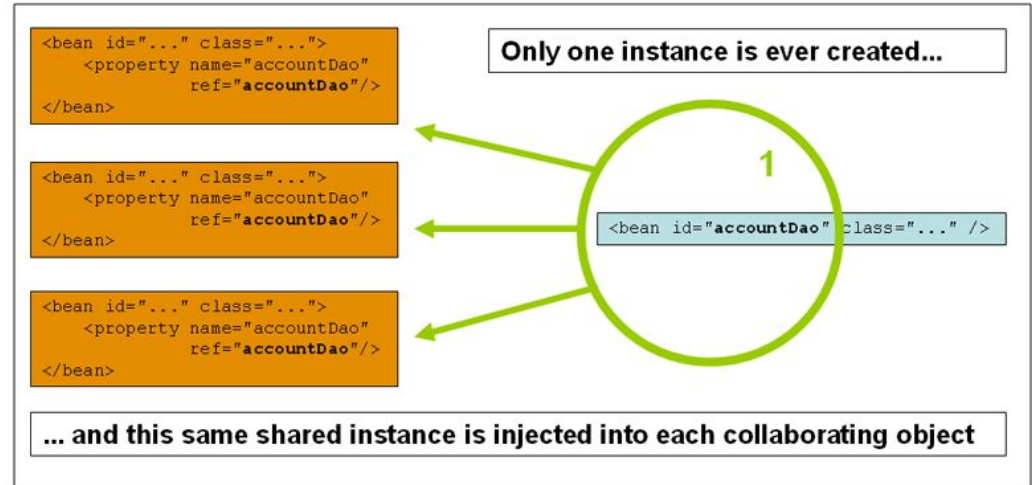 <bean id="..." class="...">
<property name="accountDao"
ref="accountDao"/>
</bean>
Only one instance is ever created...
<bean id="..." class="...">
<property name="accountDao"
ref="accountDao"/>
</bean>
1
<bean id="accountDao" class="..." />
<bean id="..." class="...">
<property name="accountDao"
ref="accountDao"/>
</bean>
... and this same shared instance is injected into each collaborating object